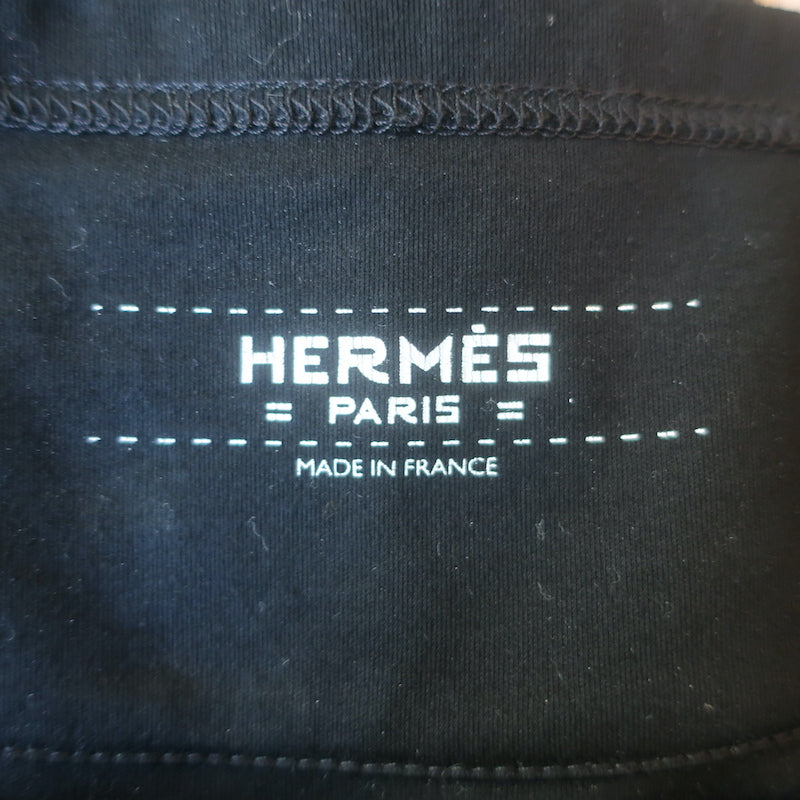 HERMÈS
= PARIS =
MADE IN FRANCE